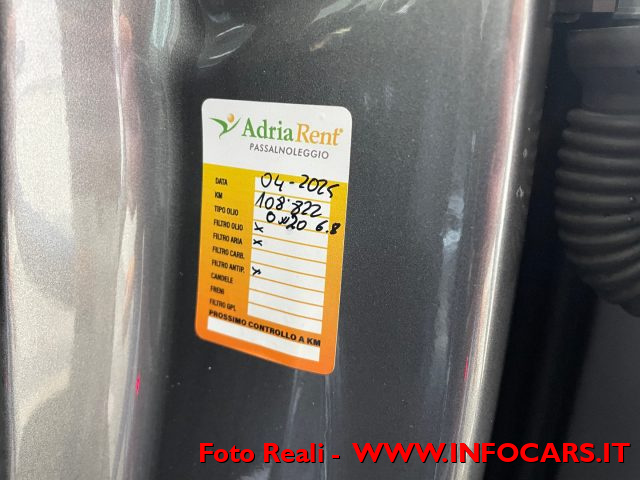 AdriaRent®
PASSALNOLEGGIO
DATA 04-2025
KM 108.822
TIPO OLIO 0w20 6.8
FILTRO OLIO x
FILTRO ARIA x
FILTRO CARB.
FILTRO ANTIP. x
CANDELE
FRENI
FILTRO GPL
PROSSIMO CONTROLLO A KM
Foto Reali - WWW.INFOCARS.IT